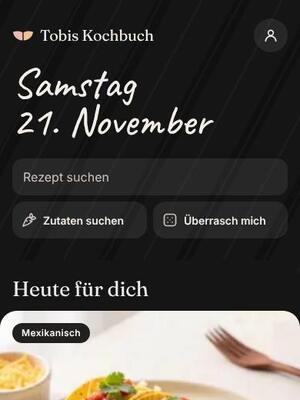 Tobis Kochbuch
Samstag
21. November
Rezept suchen
Zutaten suchen
Überrasch mich
Heute für dich
Mexikanisch